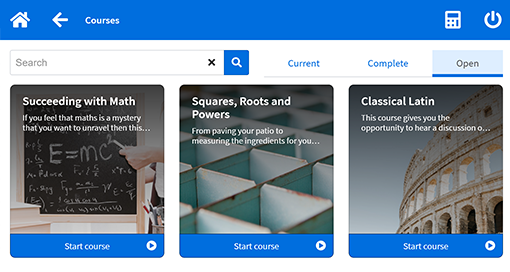 Courses
Search
Current
Complete
Open
Succeeding with Math
If you feel that maths is a mystery
that you want to unravel then this...
Start course
Squares, Roots and
Powers
From paving your patio to
measuring the ingredients for you...
Start course
Classical Latin
This course gives you the
opportunity to hear a discussion o...
Start course
E=mc²